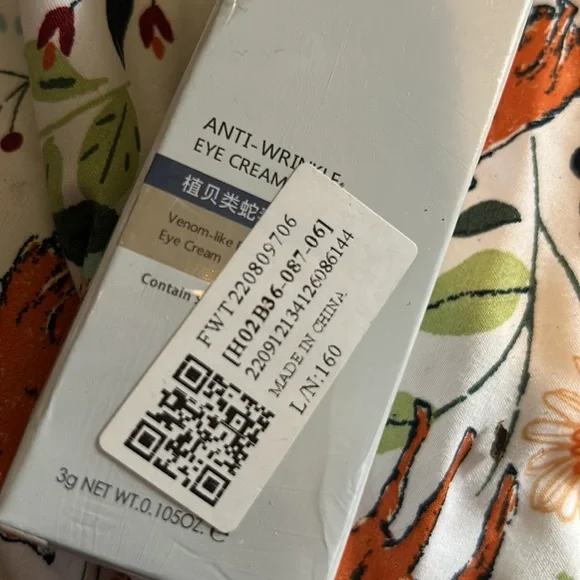 ANTI-WRINKLE
EYE CREAM
植贝类蛇
Venom-like
Eye Cream
Contain
FWT220809706
[H02B36-087-06]
220912134126086144
MADE IN CHINA
L/N:160
3g NET WT.0.105OZ. e